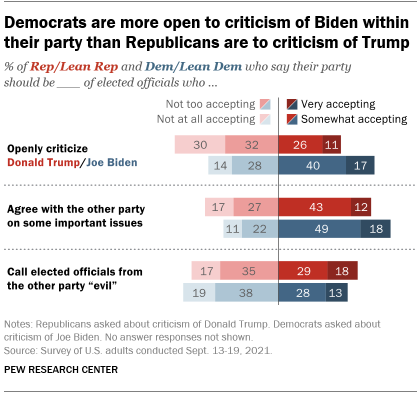 Democrats are more open to criticism of Biden within
their party than Republicans are to criticism of Trump
% of Rep/Lean Rep and Dem/Lean Dem who say their party
should be ___ of elected officials who ...
Not too accepting Very accepting
Not at all accepting Somewhat accepting
Openly criticize
Donald Trump/Joe Biden
30 32 26 11
14 28 40 17
Agree with the other party
on some important issues
17 27 43 12
11 22 49 18
Call elected officials from
the other party “evil”
17 35 29 18
19 38 28 13
Notes: Republicans asked about criticism of Donald Trump. Democrats asked about
criticism of Joe Biden. No answer responses not shown.
Source: Survey of U.S. adults conducted Sept. 13-19, 2021.
PEW RESEARCH CENTER